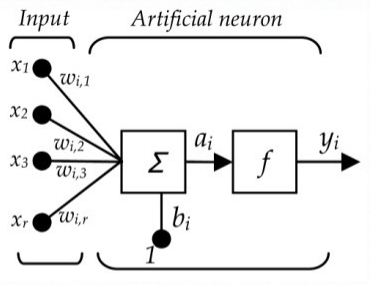 Input Artificial neuron
x1 wi,1
x2 wi,2
x3 wi,3
xr wi,r
Σ ai f yi
bi
1